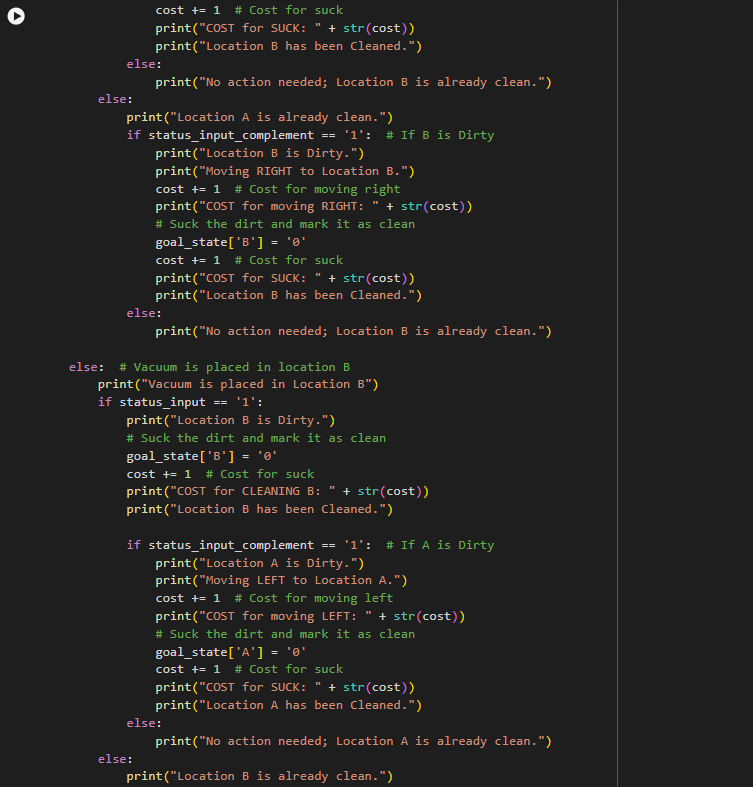 cost += 1  # Cost for suck
            print("COST for SUCK: " + str(cost))
            print("Location B has been Cleaned.")
        else:
            print("No action needed; Location B is already clean.")
    else:
        print("Location A is already clean.")
        if status_input_complement == '1':  # If B is Dirty
            print("Location B is Dirty.")
            print("Moving RIGHT to Location B.")
            cost += 1  # Cost for moving right
            print("COST for moving RIGHT: " + str(cost))
            # Suck the dirt and mark it as clean
            goal_state['B'] = '0'
            cost += 1  # Cost for suck
            print("COST for SUCK: " + str(cost))
            print("Location B has been Cleaned.")
        else:
            print("No action needed; Location B is already clean.")

else:  # Vacuum is placed in location B
    print("Vacuum is placed in Location B")
    if status_input == '1':
        print("Location B is Dirty.")
        # Suck the dirt and mark it as clean
        goal_state['B'] = '0'
        cost += 1  # Cost for suck
        print("COST for CLEANING B: " + str(cost))
        print("Location B has been Cleaned.")

        if status_input_complement == '1':  # If A is Dirty
            print("Location A is Dirty.")
            print("Moving LEFT to Location A.")
            cost += 1  # Cost for moving left
            print("COST for moving LEFT: " + str(cost))
            # Suck the dirt and mark it as clean
            goal_state['A'] = '0'
            cost += 1  # Cost for suck
            print("COST for SUCK: " + str(cost))
            print("Location A has been Cleaned.")
        else:
            print("No action needed; Location A is already clean.")
    else:
        print("Location B is already clean.")